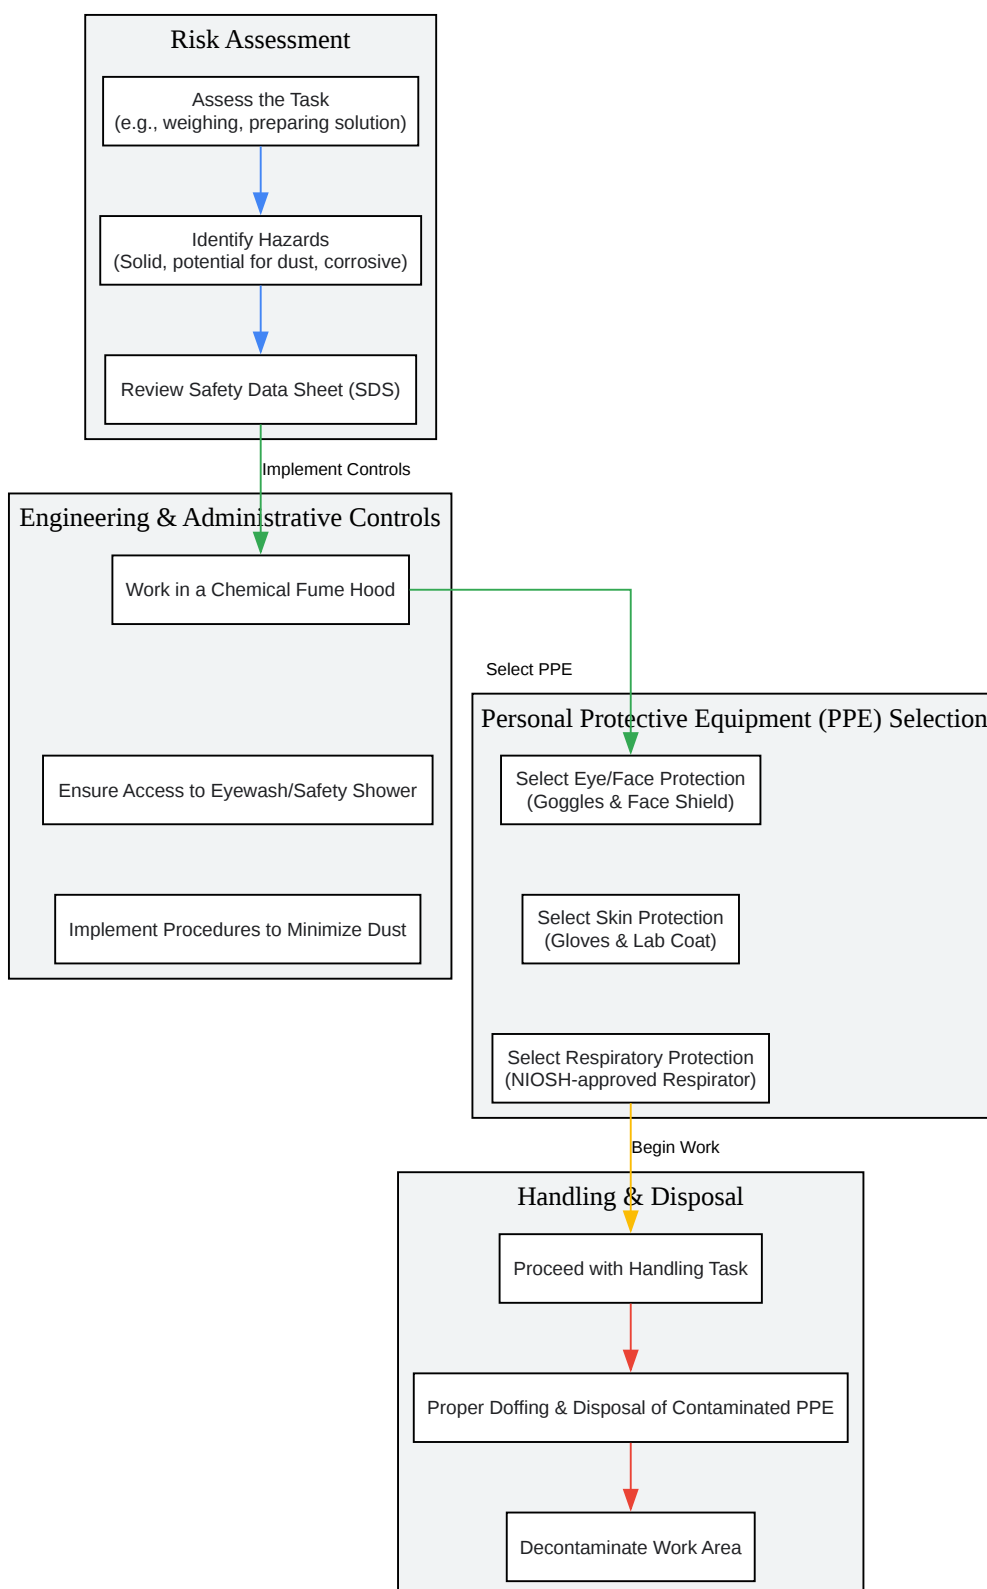 Risk Assessment
Assess the Task
(e.g., weighing, preparing solution)
Identify Hazards
(Solid, potential for dust, corrosive)
Review Safety Data Sheet (SDS)
Implement Controls
Engineering & Administrative Controls
Work in a Chemical Fume Hood
Ensure Access to Eyewash/Safety Shower
Implement Procedures to Minimize Dust
Select PPE
Personal Protective Equipment (PPE) Selection
Select Eye/Face Protection
(Goggles & Face Shield)
Select Skin Protection
(Gloves & Lab Coat)
Select Respiratory Protection
(NIOSH-approved Respirator)
Begin Work
Handling & Disposal
Proceed with Handling Task
Proper Doffing & Disposal of Contaminated PPE
Decontaminate Work Area